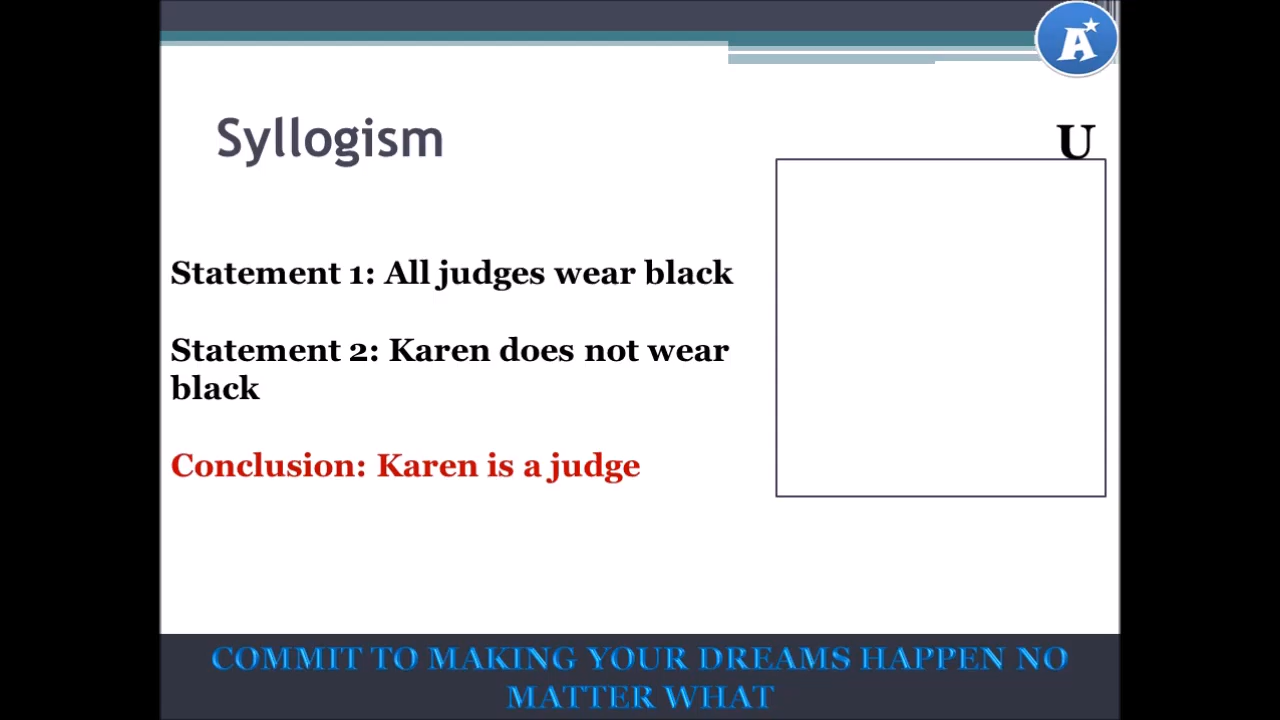 A
Syllogism
U
Statement 1: All judges wear black
Statement 2: Karen does not wear
black
Conclusion: Karen is a judge
COMMIT TO MAKING YOUR DREAMS HAPPEN NO
MATTER WHAT